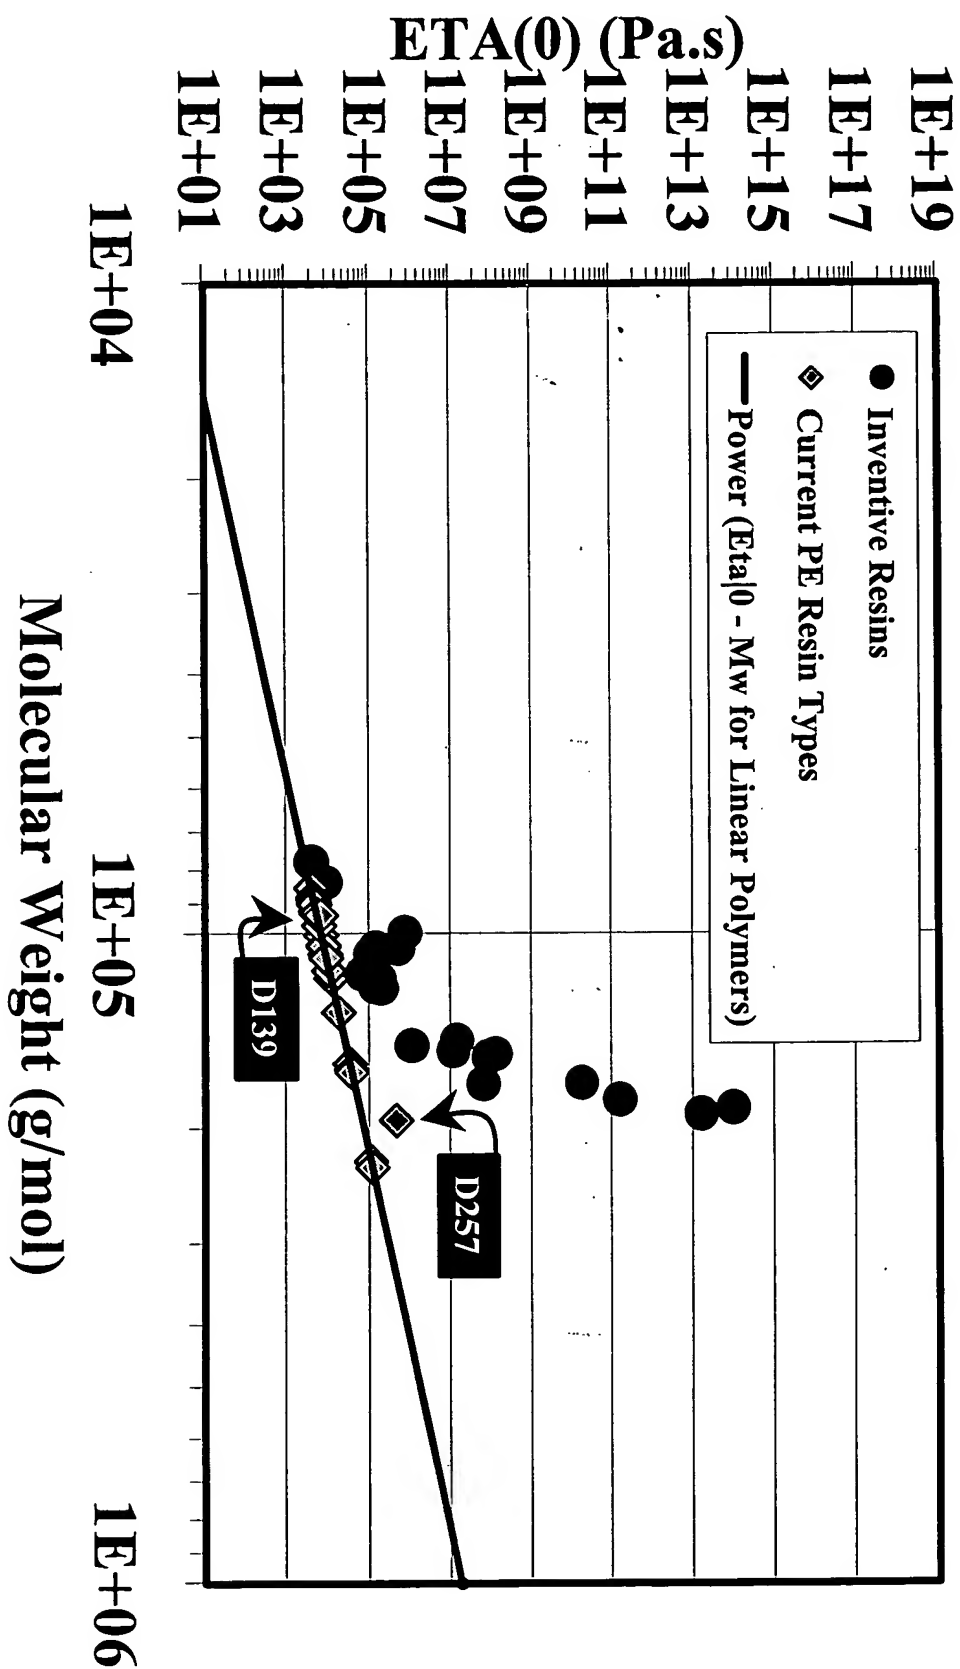 ETA(0) (Pa.s)
1E+19
1E+17
1E+15
1E+13
1E+11
1E+09
1E+07
1E+05
1E+03
1E+01
Inventive Resins
Current PE Resin Types
Power (Eta|0 - Mw for Linear Polymers)
D257
D139
1E+04
1E+05
1E+06
Molecular Weight (g/mol)